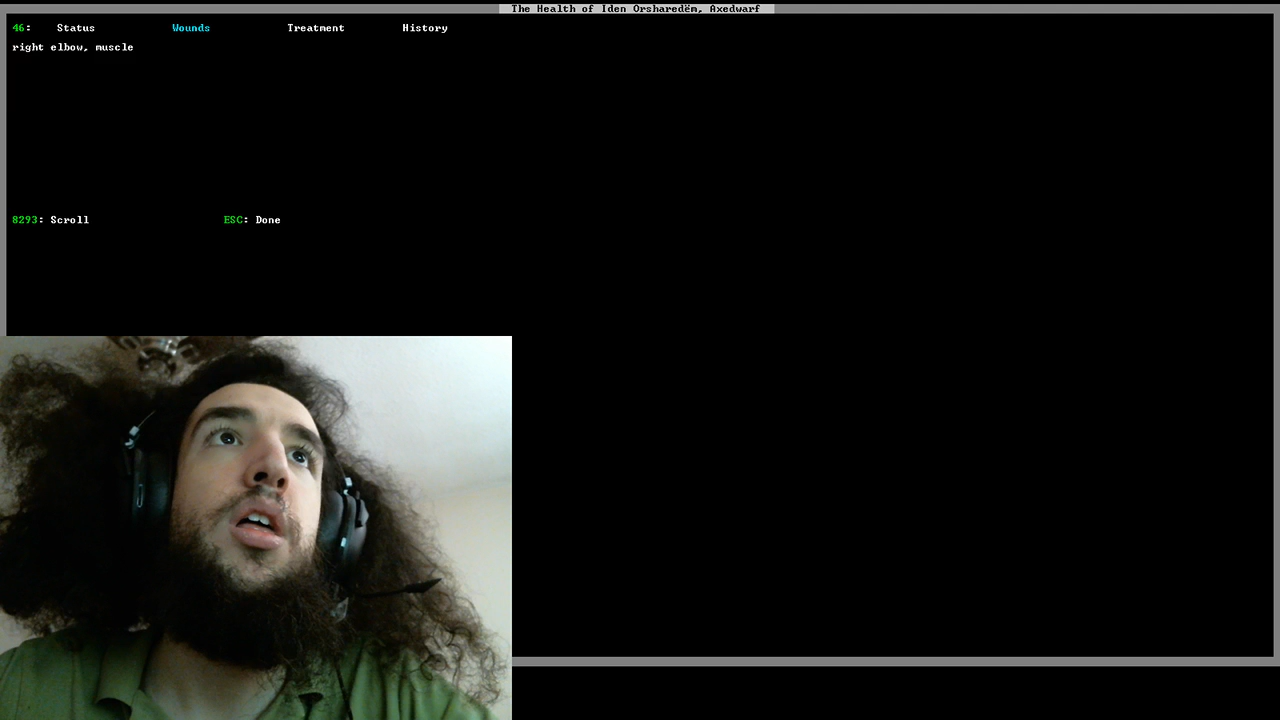 The Health of Iden Orsharedëm, Axedwarf
46: Status Wounds Treatment History
right elbow, muscle
8293: Scroll ESC: Done